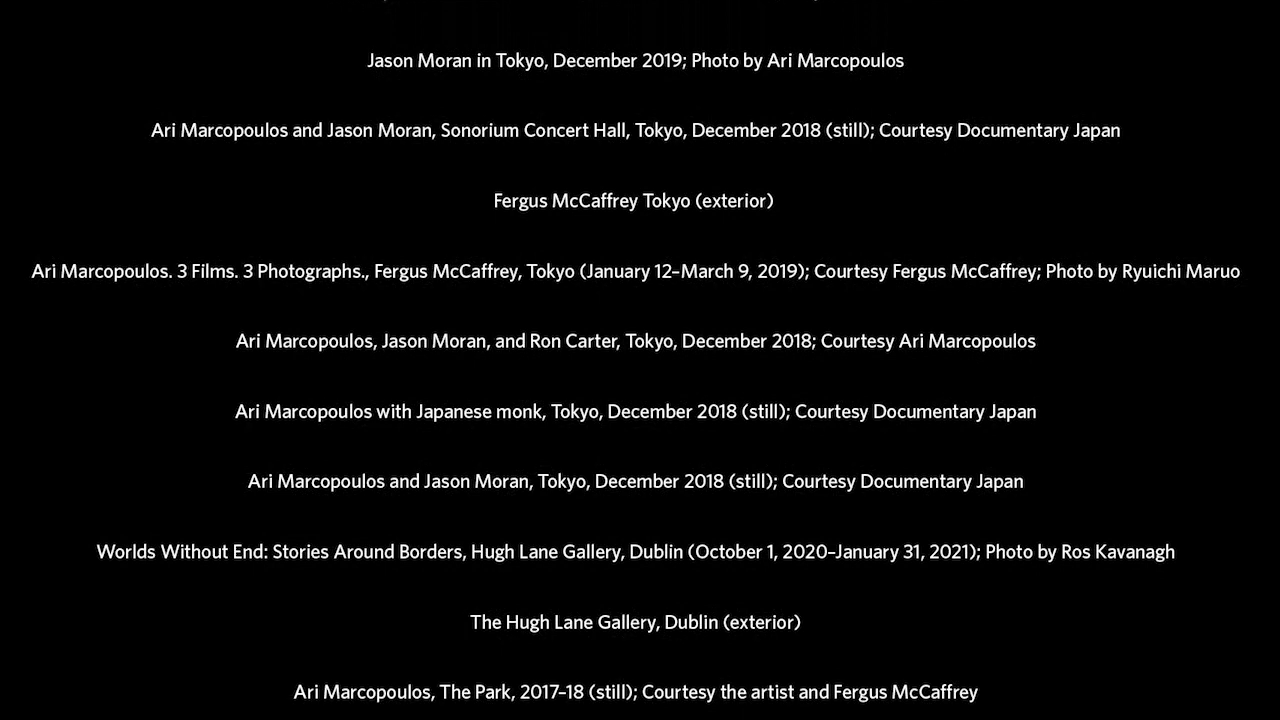 Jason Moran in Tokyo, December 2019; Photo by Ari Marcopoulos
Ari Marcopoulos and Jason Moran, Sonorium Concert Hall, Tokyo, December 2018 (still); Courtesy Documentary Japan
Fergus McCaffrey Tokyo (exterior)
Ari Marcopoulos. 3 Films. 3 Photographs., Fergus McCaffrey, Tokyo (January 12–March 9, 2019); Courtesy Fergus McCaffrey; Photo by Ryuichi Maruo
Ari Marcopoulos, Jason Moran, and Ron Carter, Tokyo, December 2018; Courtesy Ari Marcopoulos
Ari Marcopoulos with Japanese monk, Tokyo, December 2018 (still); Courtesy Documentary Japan
Ari Marcopoulos and Jason Moran, Tokyo, December 2018 (still); Courtesy Documentary Japan
Worlds Without End: Stories Around Borders, Hugh Lane Gallery, Dublin (October 1, 2020–January 31, 2021); Photo by Ros Kavanagh
The Hugh Lane Gallery, Dublin (exterior)
Ari Marcopoulos, The Park, 2017–18 (still); Courtesy the artist and Fergus McCaffrey